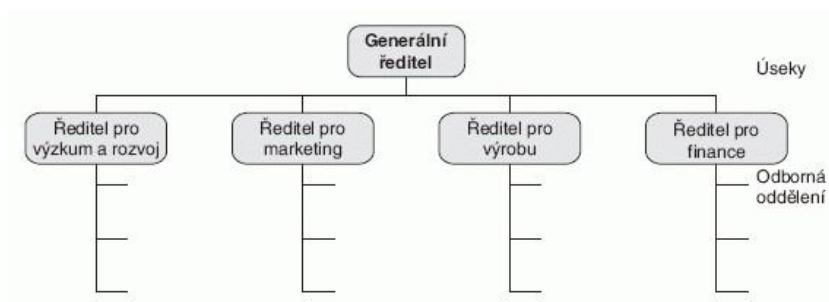 Generální
ředitel
Úseky
Ředitel pro
výzkum a rozvoj
Ředitel pro
marketing
Ředitel pro
výrobu
Ředitel pro
finance
Odborná
oddělení